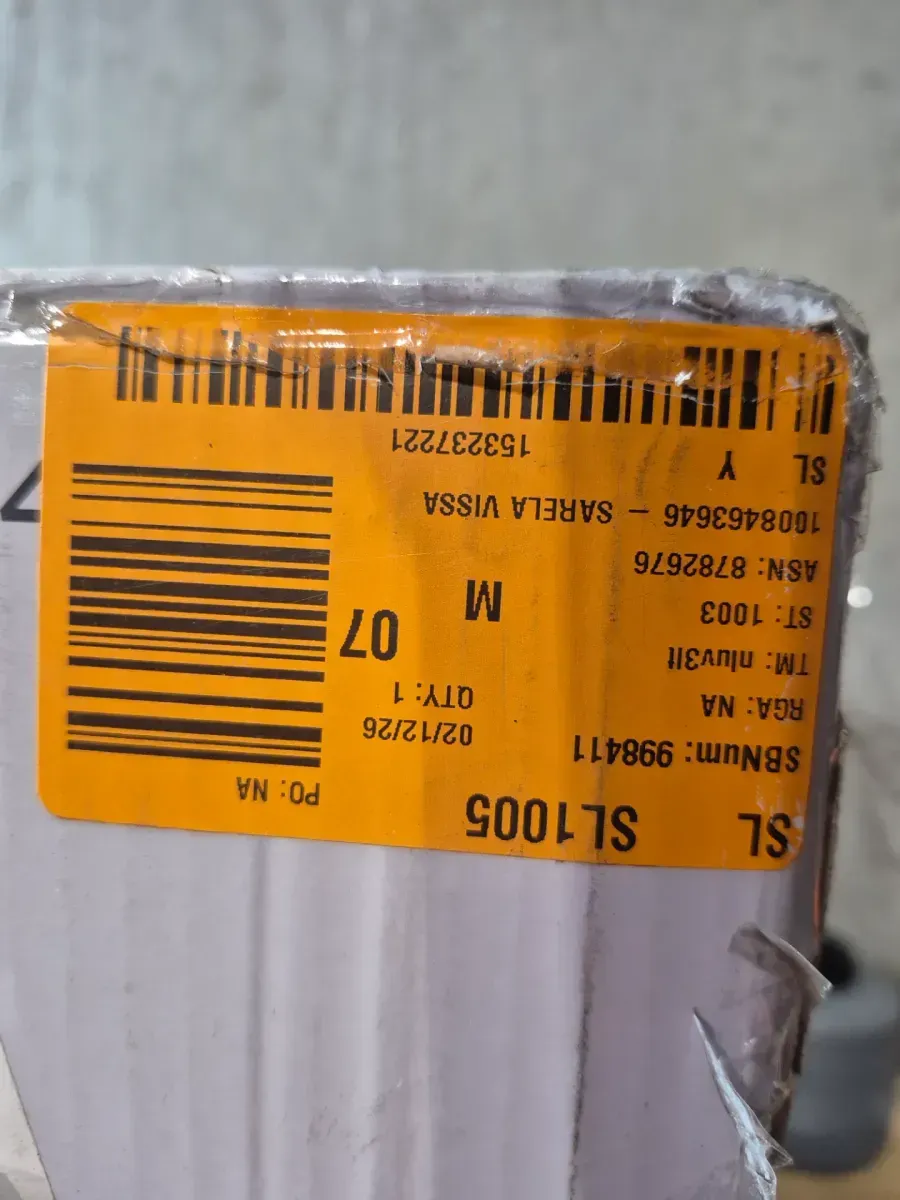 PO: NA
SL SL1005
SBNum: 998411
02/12/26
RGA: NA
QTY: 1
TM: nluv3lt
07
ST: 1003
M
ASN: 8782676
1008463646 - SARELA VISSA
SL Y
153237221